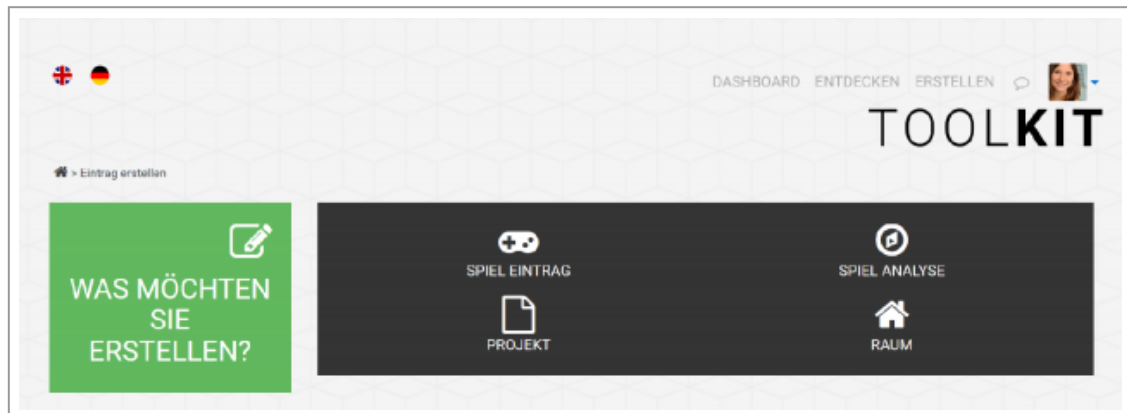 DASHBOARD ENTDECKEN ERSTELLEN
TOOLKIT
> Eintrag erstellen
WAS MÖCHTEN
SIE
ERSTELLEN?
SPIEL EINTRAG
SPIEL ANALYSE
PROJEKT
RAUM